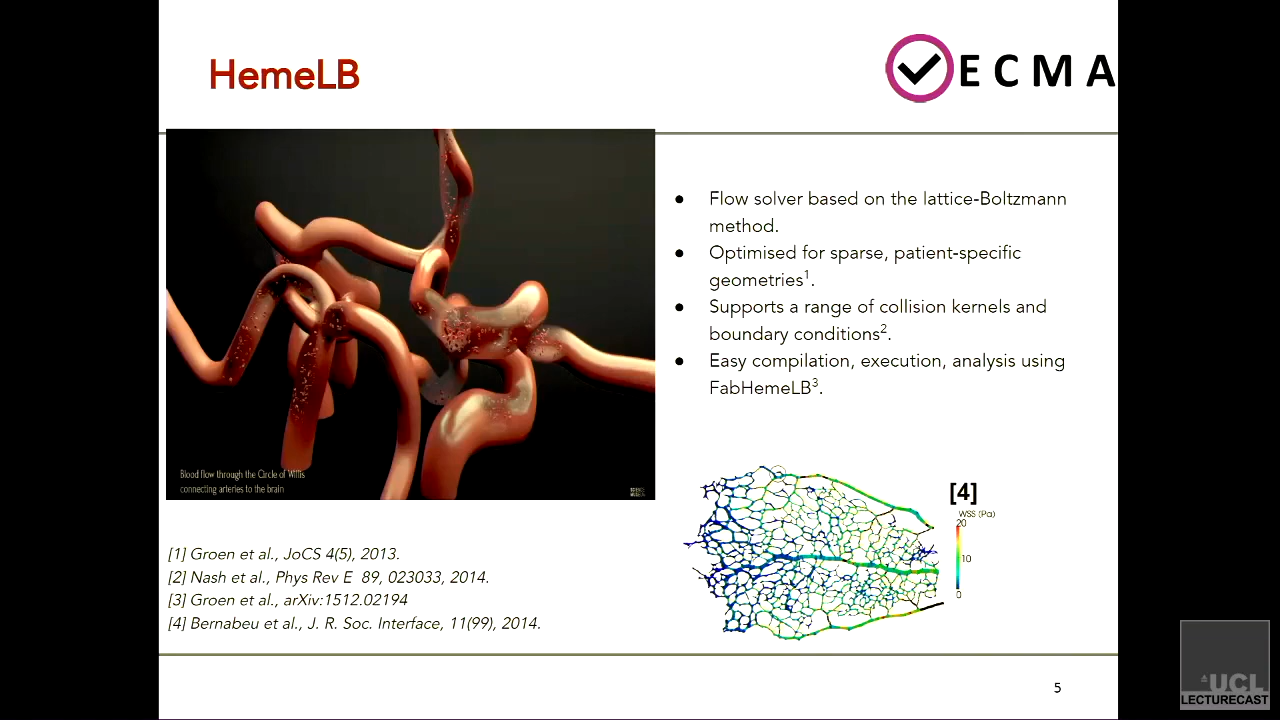 HemeLB
ECMA
● Flow solver based on the lattice-Boltzmann
method.
● Optimised for sparse, patient-specific
geometries¹.
● Supports a range of collision kernels and
boundary conditions².
● Easy compilation, execution, analysis using
FabHemeLB³.
Blood flow through the Circle of Willis
connecting arteries to the brain
[4]
WSS (Pa)
20
10
0
[1] Groen et al., JoCS 4(5), 2013.
[2] Nash et al., Phys Rev E 89, 023033, 2014.
[3] Groen et al., arXiv:1512.02194
[4] Bernabeu et al., J. R. Soc. Interface, 11(99), 2014.
5
UCL
LECTURECAST